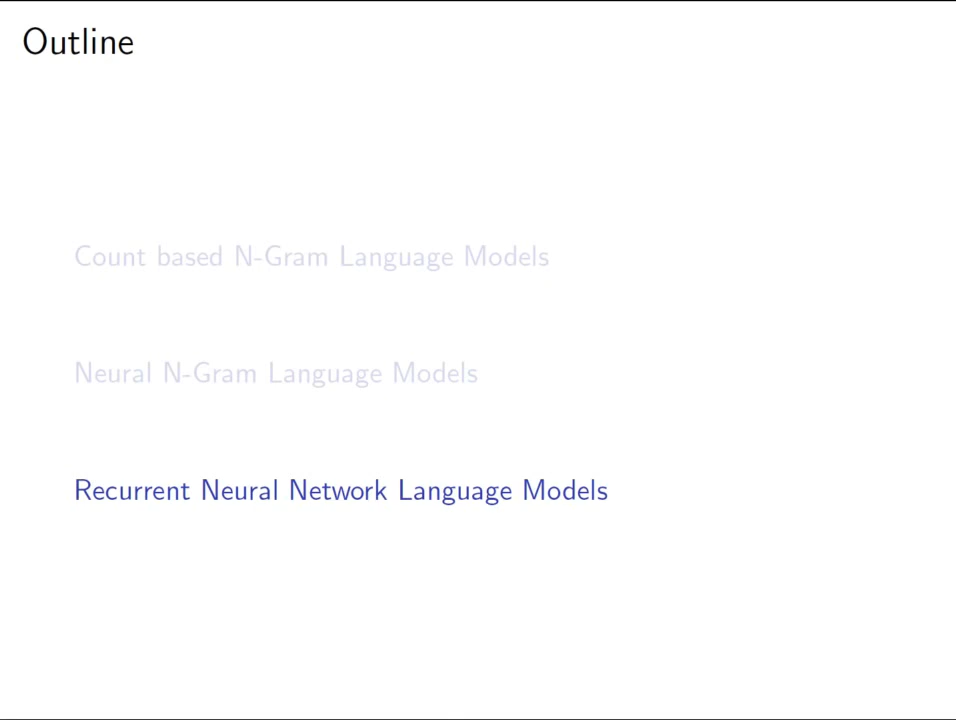 Outline
Count based N-Gram Language Models
Neural N-Gram Language Models
Recurrent Neural Network Language Models